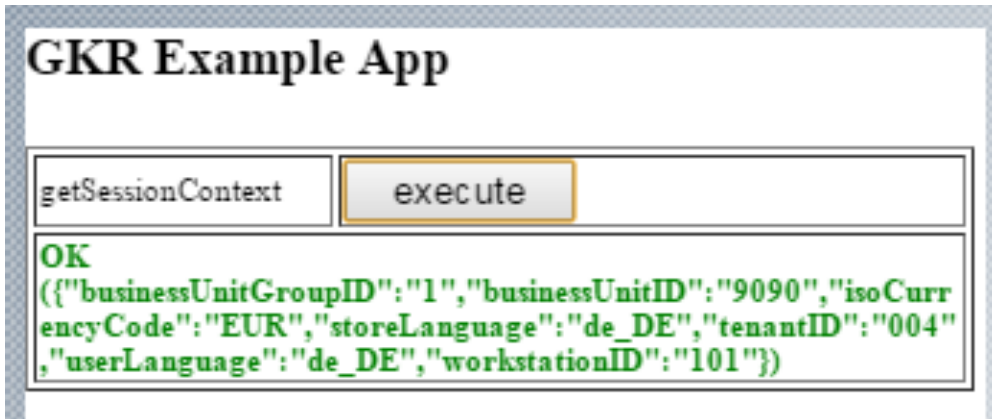 GKR Example App
getSessionContext execute
OK
({"businessUnitGroupID":"1","businessUnitID":"9090","isoCurr
encyCode":"EUR","storeLanguage":"de_DE","tenantID":"004"
,"userLanguage":"de_DE","workstationID":"101"})